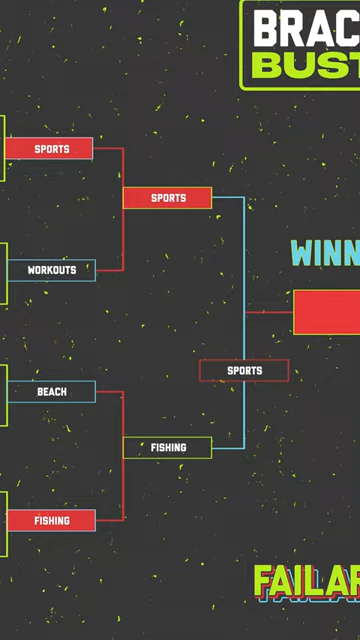 BRAC
BUST
SPORTS
SPORTS
WINN
WORKOUTS
SPORTS
BEACH
FISHING
FISHING
FAILAR